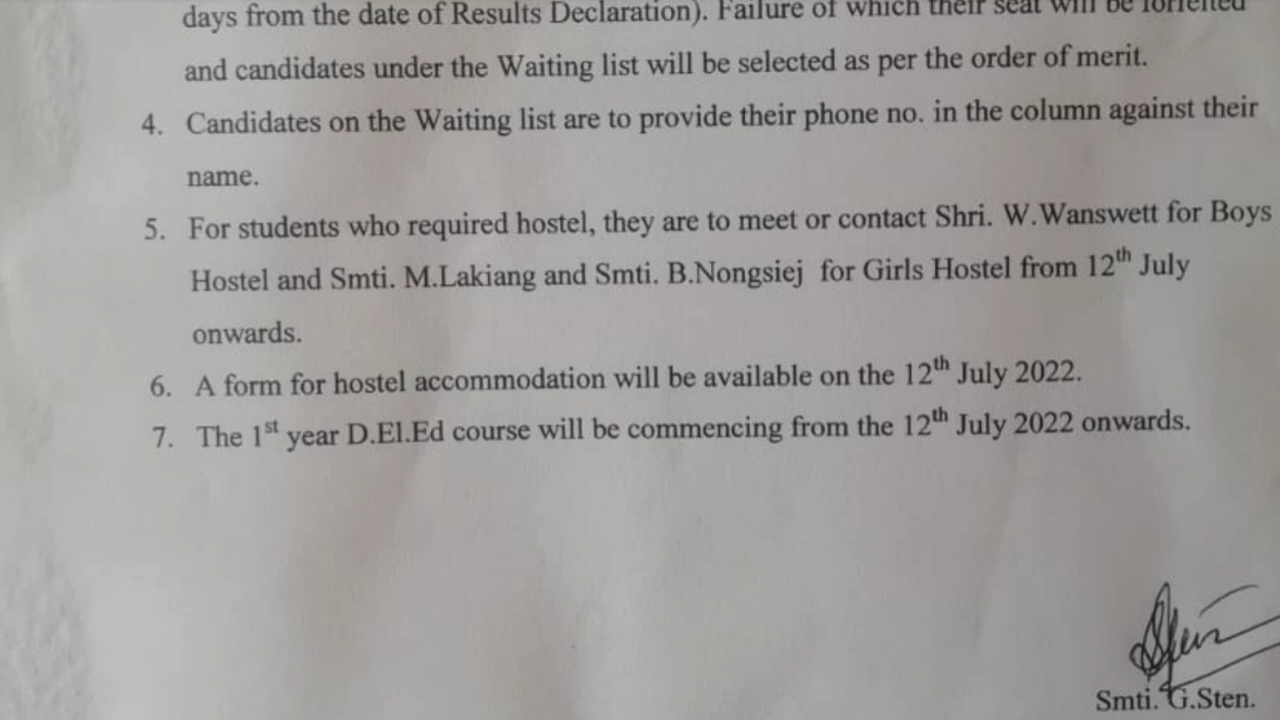 days from the date of Results Declaration). Failure of which their seat will be forfeited
and candidates under the Waiting list will be selected as per the order of merit.
4. Candidates on the Waiting list are to provide their phone no. in the column against their
name.
5. For students who required hostel, they are to meet or contact Shri. W.Wanswett for Boys
Hostel and Smti. M.Lakiang and Smti. B.Nongsiej for Girls Hostel from 12th July
onwards.
6. A form for hostel accommodation will be available on the 12th July 2022.
7. The 1st year D.El.Ed course will be commencing from the 12th July 2022 onwards.
Smti. G.Sten.